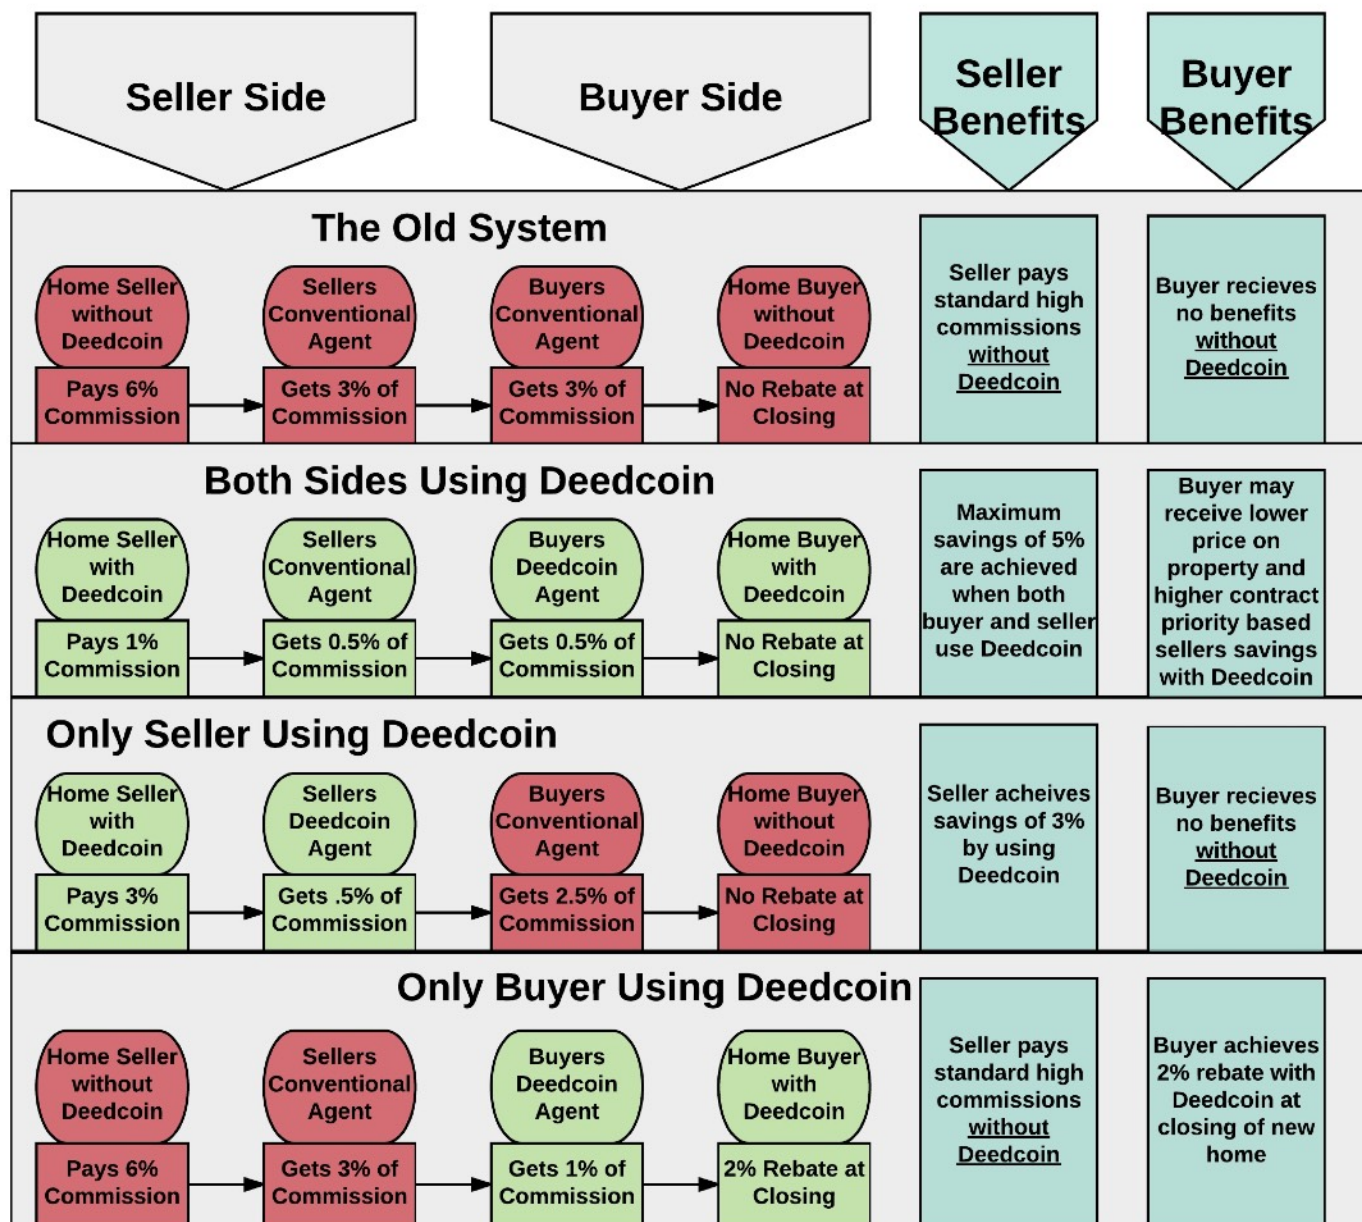 Seller Side
Buyer Side
Seller
Benefits
Buyer
Benefits
The Old System
Home Seller
without
Deedcoin
Pays 6%
Commission
Sellers
Conventional
Agent
Gets 3% of
Commission
Buyers
Conventional
Agent
Gets 3% of
Commission
Home Buyer
without
Deedcoin
No Rebate at
Closing
Seller pays
standard high
commissions
without
Deedcoin
Buyer recieves
no benefits
without
Deedcoin
Both Sides Using Deedcoin
Home Seller
with
Deedcoin
Pays 1%
Commission
Sellers
Conventional
Agent
Gets 0.5% of
Commission
Buyers
Deedcoin
Agent
Gets 0.5% of
Commission
Home Buyer
with
Deedcoin
No Rebate at
Closing
Maximum
savings of 5%
are achieved
when both
buyer and seller
use Deedcoin
Buyer may
receive lower
price on
property and
higher contract
priority based
sellers savings
with Deedcoin
Only Seller Using Deedcoin
Home Seller
with
Deedcoin
Pays 3%
Commission
Sellers
Deedcoin
Agent
Gets .5% of
Commission
Buyers
Conventional
Agent
Gets 2.5% of
Commission
Home Buyer
without
Deedcoin
No Rebate at
Closing
Seller acheives
savings of 3%
by using
Deedcoin
Buyer recieves
no benefits
without
Deedcoin
Only Buyer Using Deedcoin
Home Seller
without
Deedcoin
Pays 6%
Commission
Sellers
Conventional
Agent
Gets 3% of
Commission
Buyers
Deedcoin
Agent
Gets 1% of
Commission
Home Buyer
with
Deedcoin
2% Rebate at
Closing
Seller pays
standard high
commissions
without
Deedcoin
Buyer achieves
2% rebate with
Deedcoin at
closing of new
home